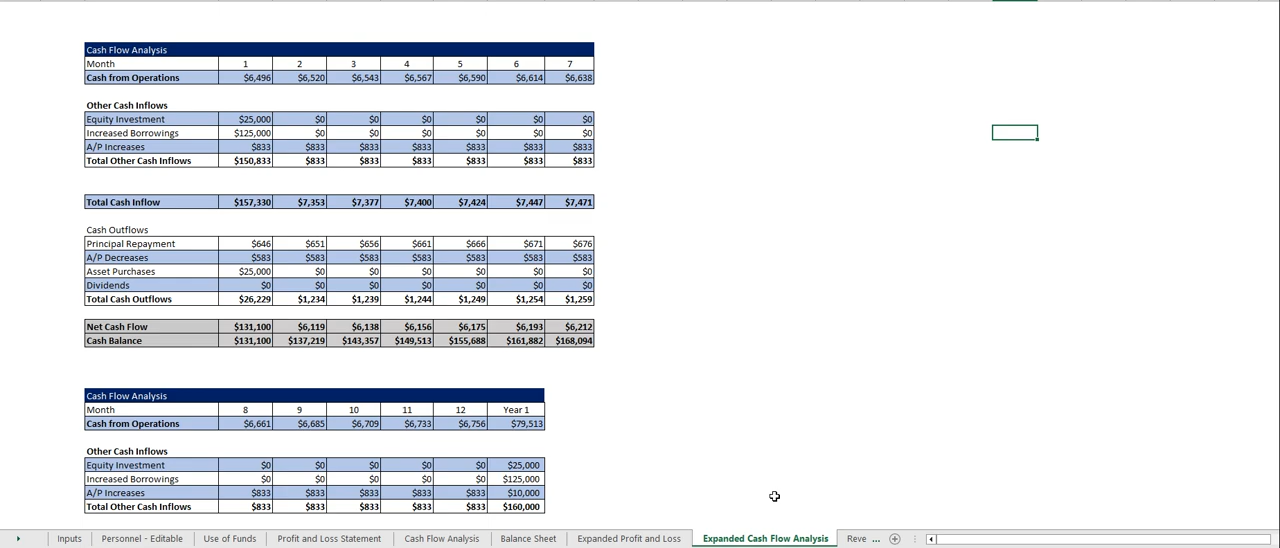 Cash Flow Analysis
Month 1 2 3 4 5 6 7
Cash from Operations $6,496 $6,520 $6,543 $6,567 $6,590 $6,614 $6,638
Other Cash Inflows
Equity Investment $25,000 $0 $0 $0 $0 $0 $0
Increased Borrowings $125,000 $0 $0 $0 $0 $0 $0
A/P Increases $833 $833 $833 $833 $833 $833 $833
Total Other Cash Inflows $150,833 $833 $833 $833 $833 $833 $833
Total Cash Inflow $157,330 $7,353 $7,377 $7,400 $7,424 $7,447 $7,471
Cash Outflows
Principal Repayment $646 $651 $656 $661 $666 $671 $676
A/P Decreases $583 $583 $583 $583 $583 $583 $583
Asset Purchases $25,000 $0 $0 $0 $0 $0 $0
Dividends $0 $0 $0 $0 $0 $0 $0
Total Cash Outflows $26,229 $1,234 $1,239 $1,244 $1,249 $1,254 $1,259
Net Cash Flow $131,100 $6,119 $6,138 $6,156 $6,175 $6,193 $6,212
Cash Balance $131,100 $137,219 $143,357 $149,513 $155,688 $161,882 $168,094
Cash Flow Analysis
Month 8 9 10 11 12 Year 1
Cash from Operations $6,661 $6,685 $6,709 $6,733 $6,756 $79,513
Other Cash Inflows
Equity Investment $0 $0 $0 $0 $0 $25,000
Increased Borrowings $0 $0 $0 $0 $0 $125,000
A/P Increases $833 $833 $833 $833 $833 $10,000
Total Other Cash Inflows $833 $833 $833 $833 $833 $160,000
Inputs Personnel - Editable Use of Funds Profit and Loss Statement Cash Flow Analysis Balance Sheet Expanded Profit and Loss Expanded Cash Flow Analysis Reve ...